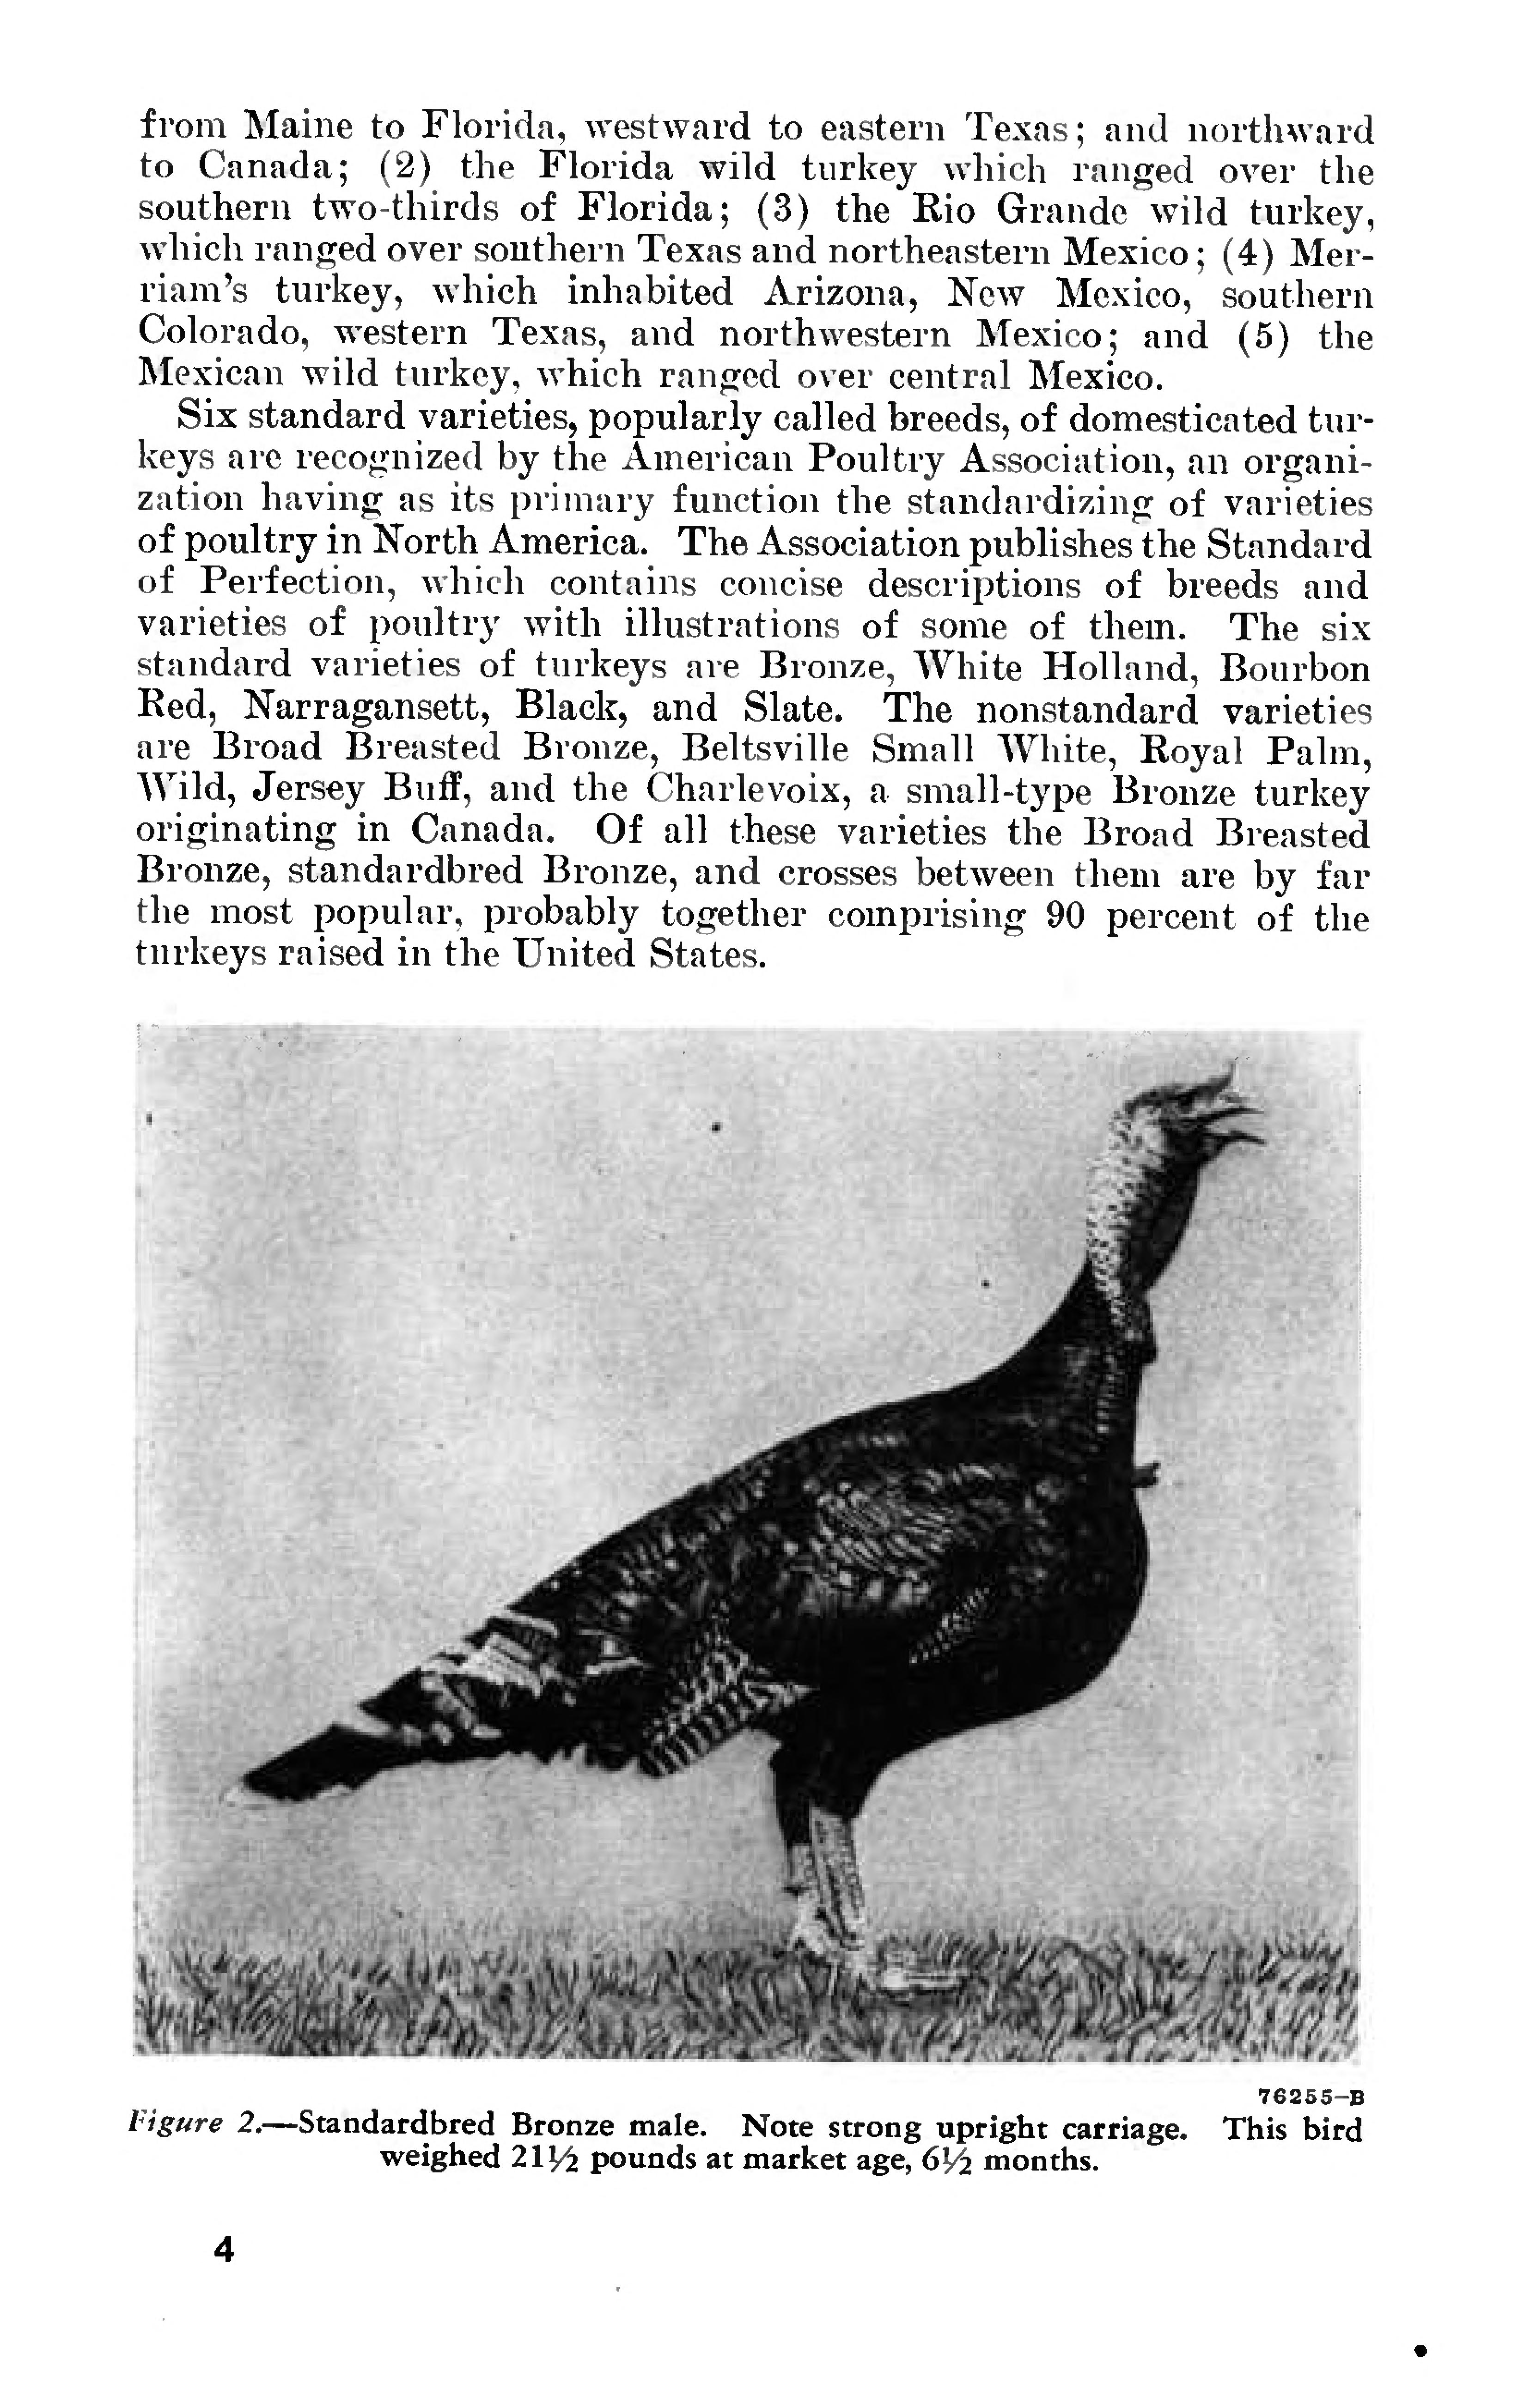 from Maine to Florida, westward to eastern Texas; and northward
to Canada; (2) the Florida wild turkey which ranged over the
southern two-thirds of Florida; (3) the Rio Grande wild turkey,
which ranged over southern Texas and northeastern Mexico; (4) Mer-
riam's turkey, which inhabited Arizona, New Mexico, southern
Colorado, western Texas, and northwestern Mexico; and (5) the
Mexican wild turkey, which ranged over central Mexico.
Six standard varieties, popularly called breeds, of domesticated tur-
keys are recognized by the American Poultry Association, an organi-
zation having as its primary function the standardizing of varieties
of poultry in North America. The Association publishes the Standard
of Perfection, which contains concise descriptions of breeds and
varieties of poultry with illustrations of some of them. The six
standard varieties of turkeys are Bronze, White Holland, Bourbon
Red, Narragansett, Black, and Slate. The nonstandard varieties
are Broad Breasted Bronze, Beltsville Small White, Royal Palm,
Wild, Jersey Buff, and the Charlevoix, a small-type Bronze turkey
originating in Canada. Of all these varieties the Broad Breasted
Bronze, standardbred Bronze, and crosses between them are by far
the most popular, probably together comprising 90 percent of the
turkeys raised in the United States.
76255–B
Figure 2.—Standardbred Bronze male. Note strong upright carriage. This bird
weighed 21½ pounds at market age, 6½ months.
4